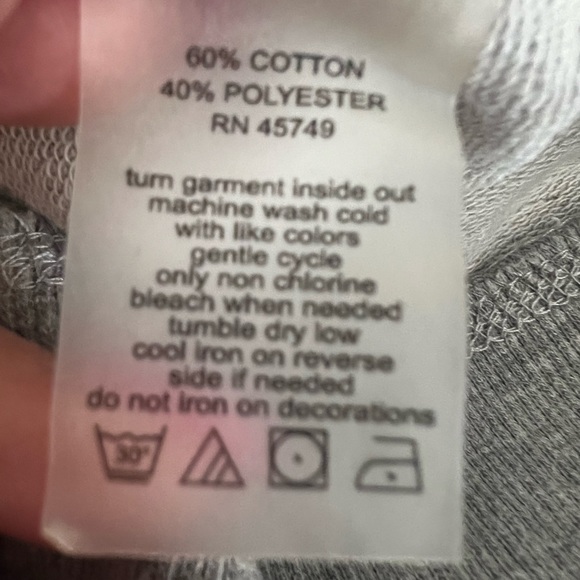 60% COTTON
40% POLYESTER
RN 45749
turn garment inside out
machine wash cold
with like colors
gentle cycle
only non chlorine
bleach when needed
tumble dry low
cool iron on reverse
side if needed
do not iron on decorations
30°